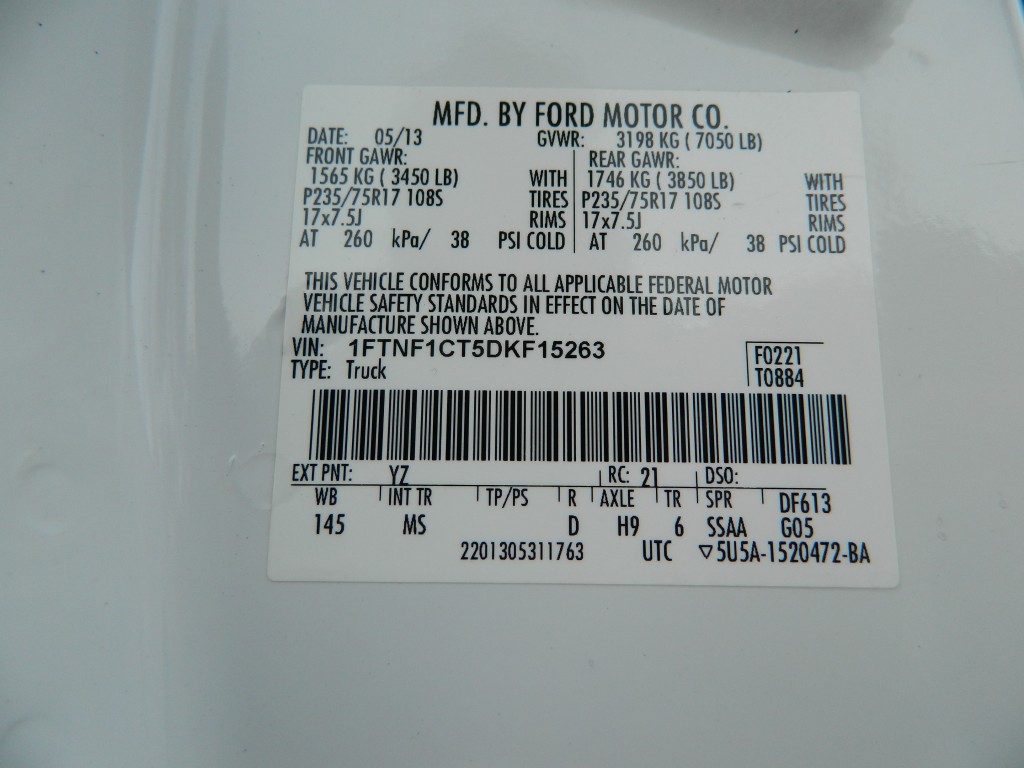 MFD. BY FORD MOTOR CO.
DATE: 05/13 GVWR: 3198 KG ( 7050 LB)
FRONT GAWR: REAR GAWR:
1565 KG ( 3450 LB) WITH 1746 KG ( 3850 LB) WITH
P235/75R17 108S TIRES P235/75R17 108S TIRES
17x7.5J RIMS 17x7.5J RIMS
AT 260 kPa/ 38 PSI COLD AT 260 kPa/ 38 PSI COLD
THIS VEHICLE CONFORMS TO ALL APPLICABLE FEDERAL MOTOR
VEHICLE SAFETY STANDARDS IN EFFECT ON THE DATE OF
MANUFACTURE SHOWN ABOVE.
VIN: 1FTNF1CT5DKF15263 F0221
TYPE: Truck T0884
EXT PNT: YZ RC: 21 DSO:
WB INT TR TP/PS R AXLE TR SPR DF613
145 MS D H9 6 SSAA G05
2201305311763 UTC ▽5U5A-1520472-BA